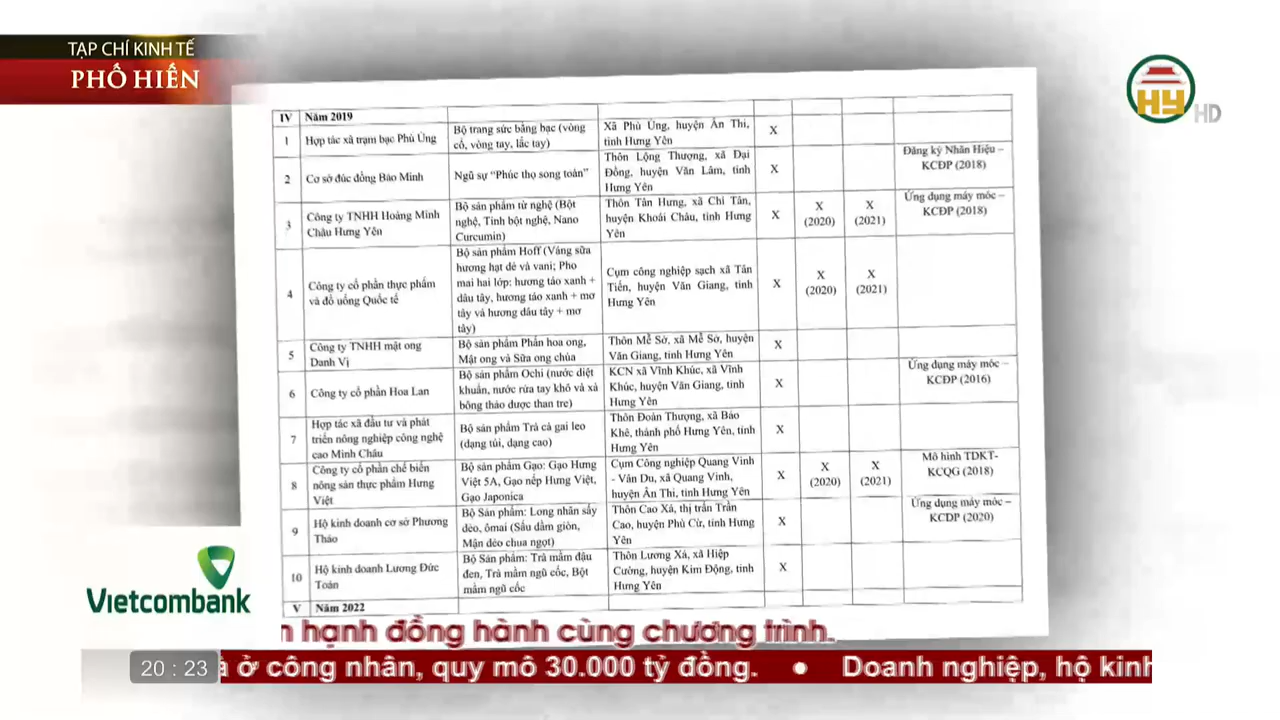 TẠP CHÍ KINH TẾ
PHỐ HIẾN
HY HD
IV Năm 2019
1 Hợp tác xã trạm bạc Phù Ủng Bộ trang sức bằng bạc (vòng cổ, vòng tay, lắc tay) Xã Phù Ủng, huyện Ân Thi, tỉnh Hưng Yên X
2 Cơ sở đúc đồng Bảo Minh Ngũ sự “Phúc thọ song toàn” Thôn Lộng Thượng, xã Đại Đồng, huyện Văn Lâm, tỉnh Hưng Yên X Đăng ký Nhãn Hiệu – KCĐP (2018)
3 Công ty TNHH Hoàng Minh Châu Hưng Yên Bộ sản phẩm từ nghệ (Bột nghệ, Tinh bột nghệ, Nano Curcumin) Thôn Tân Hưng, xã Chí Tân, huyện Khoái Châu, tỉnh Hưng Yên X X (2020) X (2021) Ứng dụng máy móc – KCĐP (2018)
4 Công ty cổ phần thực phẩm và đồ uống Quốc tế Bộ sản phẩm Hoff (Váng sữa hương hạt dẻ và vani; Pho mai hai lớp: hương táo xanh + dâu tây, hương táo xanh + mơ tây và hương dâu tây + mơ tây) Cụm công nghiệp sạch xã Tân Tiến, huyện Văn Giang, tỉnh Hưng Yên X X (2020) X (2021)
5 Công ty TNHH mật ong Danh Vị Bộ sản phẩm Phấn hoa ong, Mật ong và Sữa ong chúa Thôn Mễ Sở, xã Mễ Sở, huyện Văn Giang, tỉnh Hưng Yên X
6 Công ty cổ phần Hoa Lan Bộ sản phẩm Ochi (nước diệt khuẩn, nước rửa tay khô và xà bông thảo dược than tre) KCN xã Vĩnh Khúc, xã Vĩnh Khúc, huyện Văn Giang, tỉnh Hưng Yên X Ứng dụng máy móc – KCĐP (2016)
7 Hợp tác xã đầu tư và phát triển nông nghiệp công nghệ cao Minh Châu Bộ sản phẩm Trà cà gai leo (dạng túi, dạng cao) Thôn Đoàn Thượng, xã Bảo Khê, thành phố Hưng Yên, tỉnh Hưng Yên X
8 Công ty cổ phần chế biến nông sản thực phẩm Hưng Việt Bộ sản phẩm Gạo: Gạo Hưng Việt 5A, Gạo nếp Hưng Việt, Gạo Japonica Cụm Công nghiệp Quang Vinh - Vân Du, xã Quang Vinh, huyện Ân Thi, tỉnh Hưng Yên X X (2020) X (2021) Mô hình TDKT- KCQG (2018)
9 Hộ kinh doanh cơ sở Phương Thảo Bộ Sản phẩm: Long nhãn sấy dẻo, ômai (Sấu dầm giòn, Mận dẻo chua ngọt) Thôn Cao Xá, thị trấn Trần Cao, huyện Phù Cừ, tỉnh Hưng Yên X Ứng dụng máy móc – KCĐP (2020)
10 Hộ kinh doanh Lương Đức Toán Bộ Sản phẩm: Trà mầm đậu đen, Trà mầm ngũ cốc, Bột mầm ngũ cốc Thôn Lương Xá, xã Hiệp Cường, huyện Kim Động, tỉnh Hưng Yên X
V Năm 2022
Vietcombank
n hạnh đồng hành cùng chương trình.
20 : 23 ở công nhân, quy mô 30.000 tỷ đồng. • Doanh nghiệp, hộ kinh